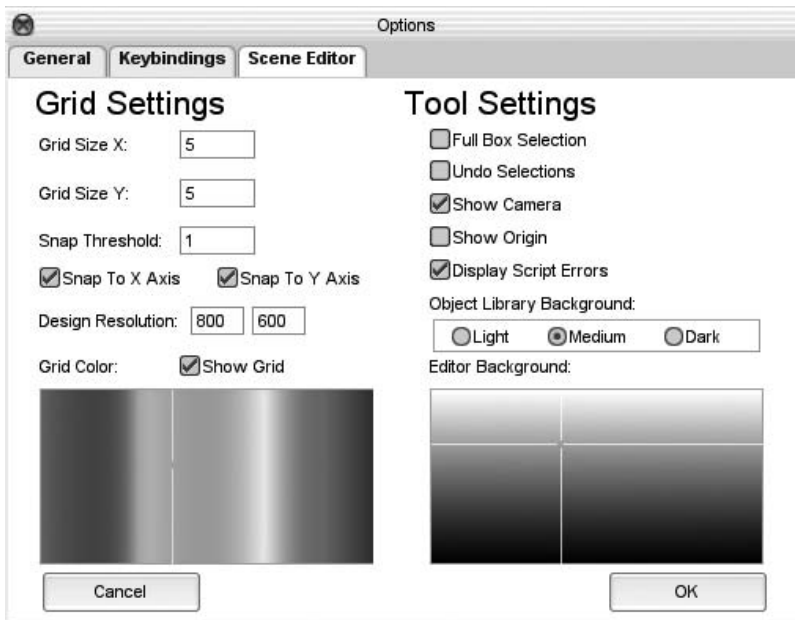 Options
General
Keybindings
Scene Editor
Grid Settings
Grid Size X: 5
Grid Size Y: 5
Snap Threshold: 1
Snap To X Axis
Snap To Y Axis
Design Resolution: 800 600
Grid Color:
Show Grid
Cancel
Tool Settings
Full Box Selection
Undo Selections
Show Camera
Show Origin
Display Script Errors
Object Library Background:
Light
Medium
Dark
Editor Background:
OK